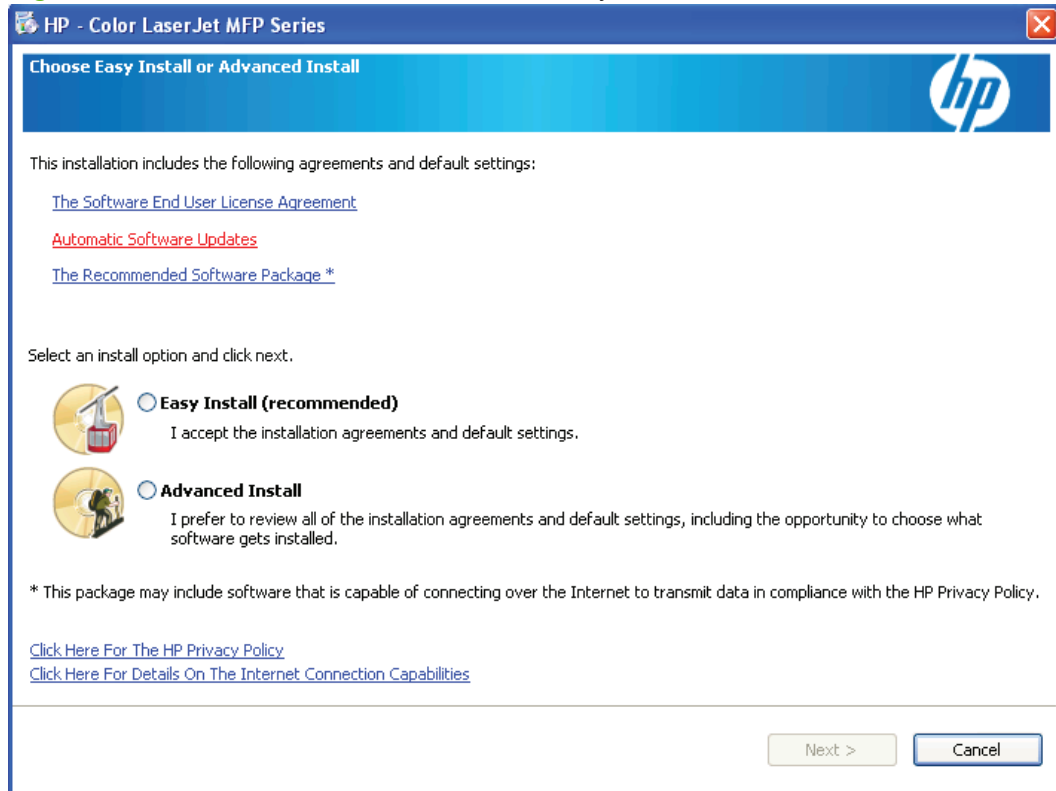 HP - Color LaserJet MFP Series
Choose Easy Install or Advanced Install
hp
This installation includes the following agreements and default settings:
The Software End User License Agreement
Automatic Software Updates
The Recommended Software Package *
Select an install option and click next.
Easy Install (recommended)
I accept the installation agreements and default settings.
Advanced Install
I prefer to review all of the installation agreements and default settings, including the opportunity to choose what
software gets installed.
* This package may include software that is capable of connecting over the Internet to transmit data in compliance with the HP Privacy Policy.
Click Here For The HP Privacy Policy
Click Here For Details On The Internet Connection Capabilities
Next >
Cancel